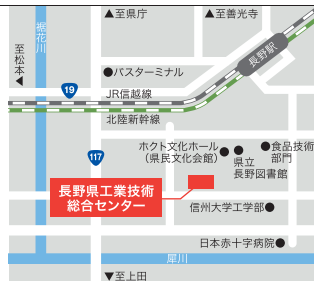 ▲至県庁
▲至善光寺
裾花川
至松本▲
長野駅
●バスターミナル
19
JR信越線
北陸新幹線
117
ホクト文化ホール
（県民文化会館）
県立
長野図書館
●食品技術
部門
長野県工業技術
総合センター
信州大学工学部●
日本赤十字病院●
犀川
▼至上田